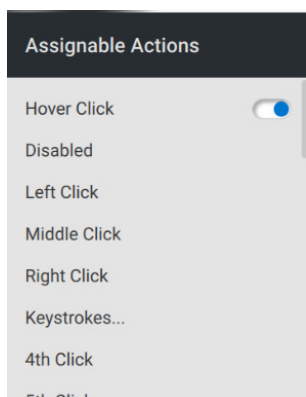 Assignable Actions
Hover Click
Disabled
Left Click
Middle Click
Right Click
Keystrokes...
4th Click